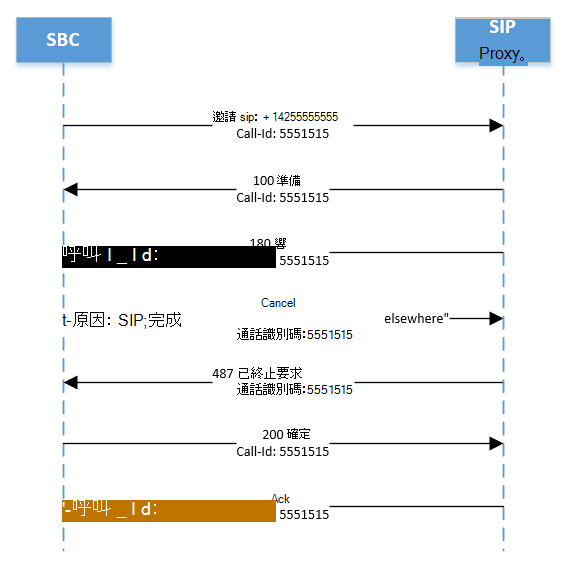 SBC
SIP
Proxy。
邀請 sip: + 14255555555
Call-Id: 5551515
100 準備
Call-Id: 5551515
180 響
呼叫 I _ I d:
5551515
Cancel
t-原因: SIP;完成
elsewhere"
通話識別碼:5551515
487 已終止要求
通話識別碼:5551515
200 確定
Call-Id: 5551515
Ack
'-呼叫 _ I d:
5551515